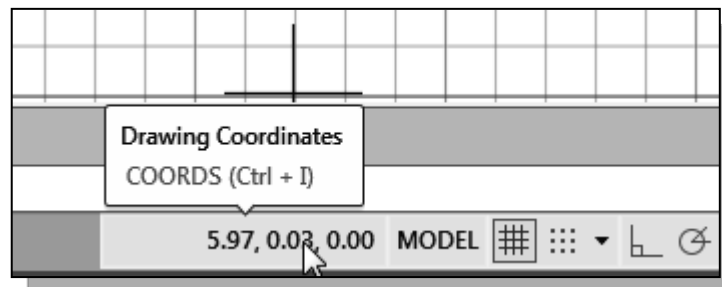 Drawing Coordinates
COORDS (Ctrl + I)
5.97, 0.03, 0.00 MODEL